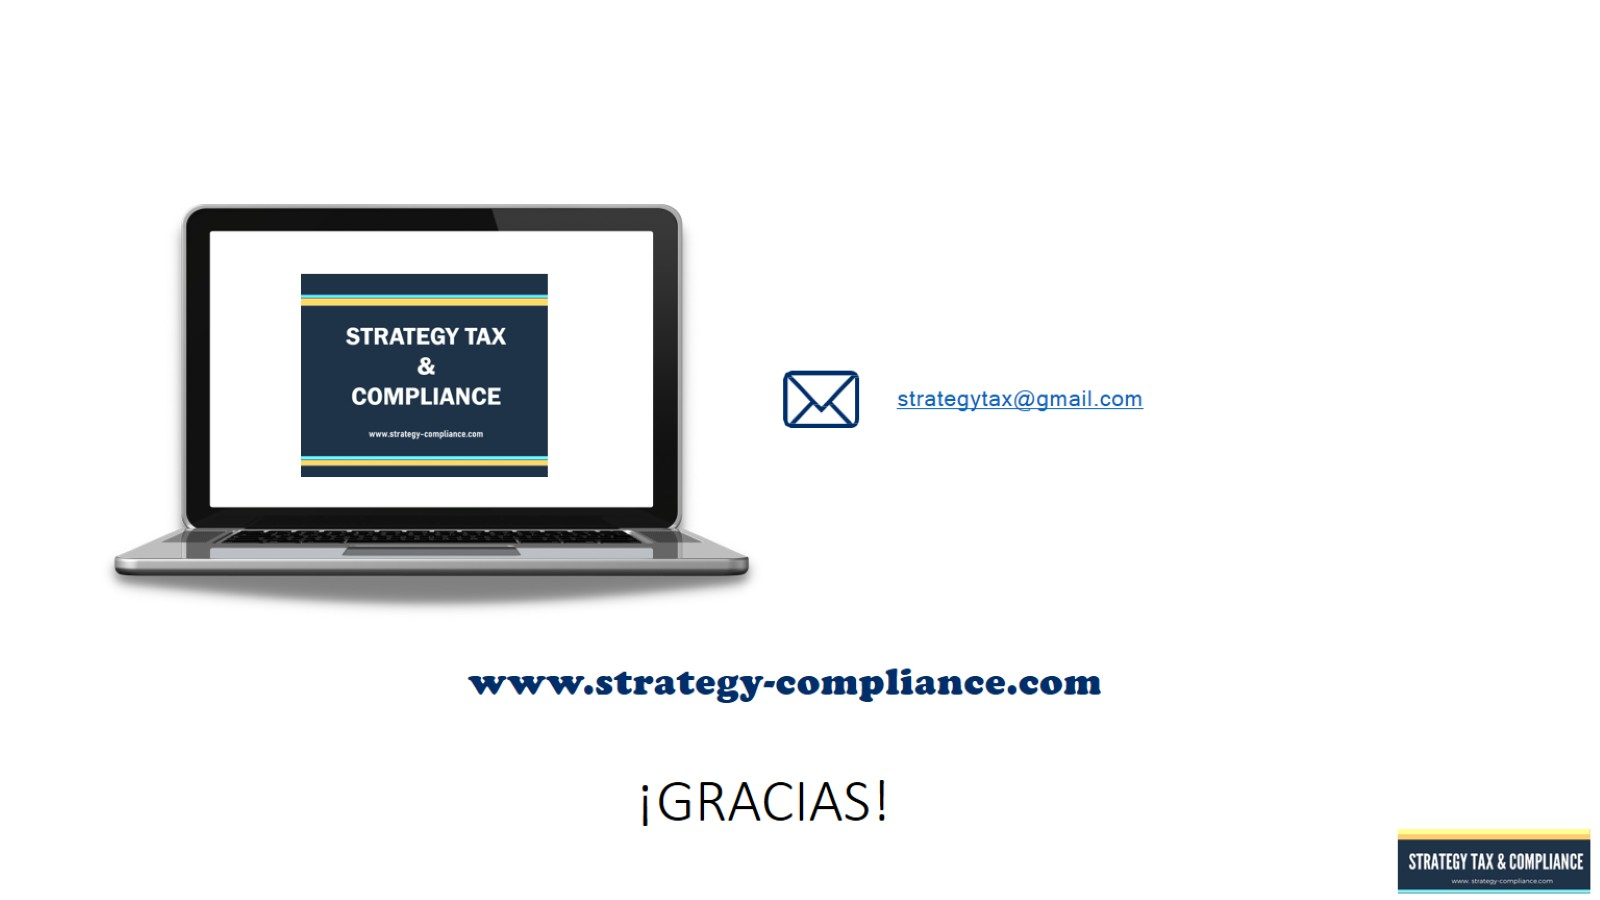 STRATEGY TAX
&
COMPLIANCE
www.strategy-compliance.com
strategytax@gmail.com
www.strategy-compliance.com
¡GRACIAS!
STRATEGY TAX & COMPLIANCE
www. strategy-compliance.com